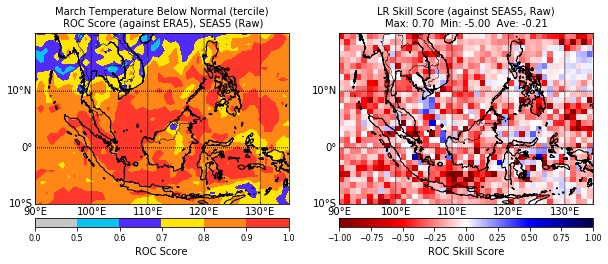 March Temperature Below Normal (tercile)
ROC Score (against ERA5), SEAS5 (Raw)
10°N
0°
10°S
90°E 100°E 110°E 120°E 130°E
0.0 0.5 0.6 0.7 0.8 0.9 1.0
ROC Score
LR Skill Score (against SEAS5, Raw)
Max: 0.70 Min: -5.00 Ave: -0.21
10°N
0°
10°S
90°E 100°E 110°E 120°E 130°E
−1.00 −0.75 −0.50 −0.25 0.00 0.25 0.50 0.75 1.00
ROC Skill Score